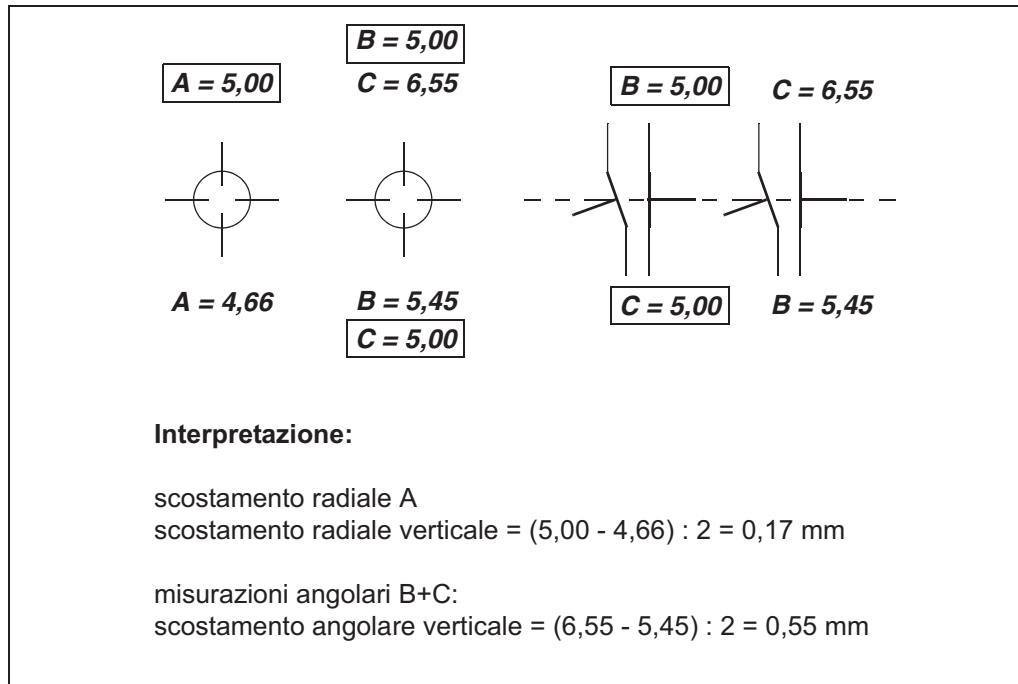 B = 5,00
A = 5,00
C = 6,55
B = 5,00
C = 6,55
A = 4,66
B = 5,45
C = 5,00
C = 5,00
B = 5,45
Interpretazione:
scostamento radiale A
scostamento radiale verticale = (5,00 - 4,66) : 2 = 0,17 mm
misurazioni angolari B+C:
scostamento angolare verticale = (6,55 - 5,45) : 2 = 0,55 mm